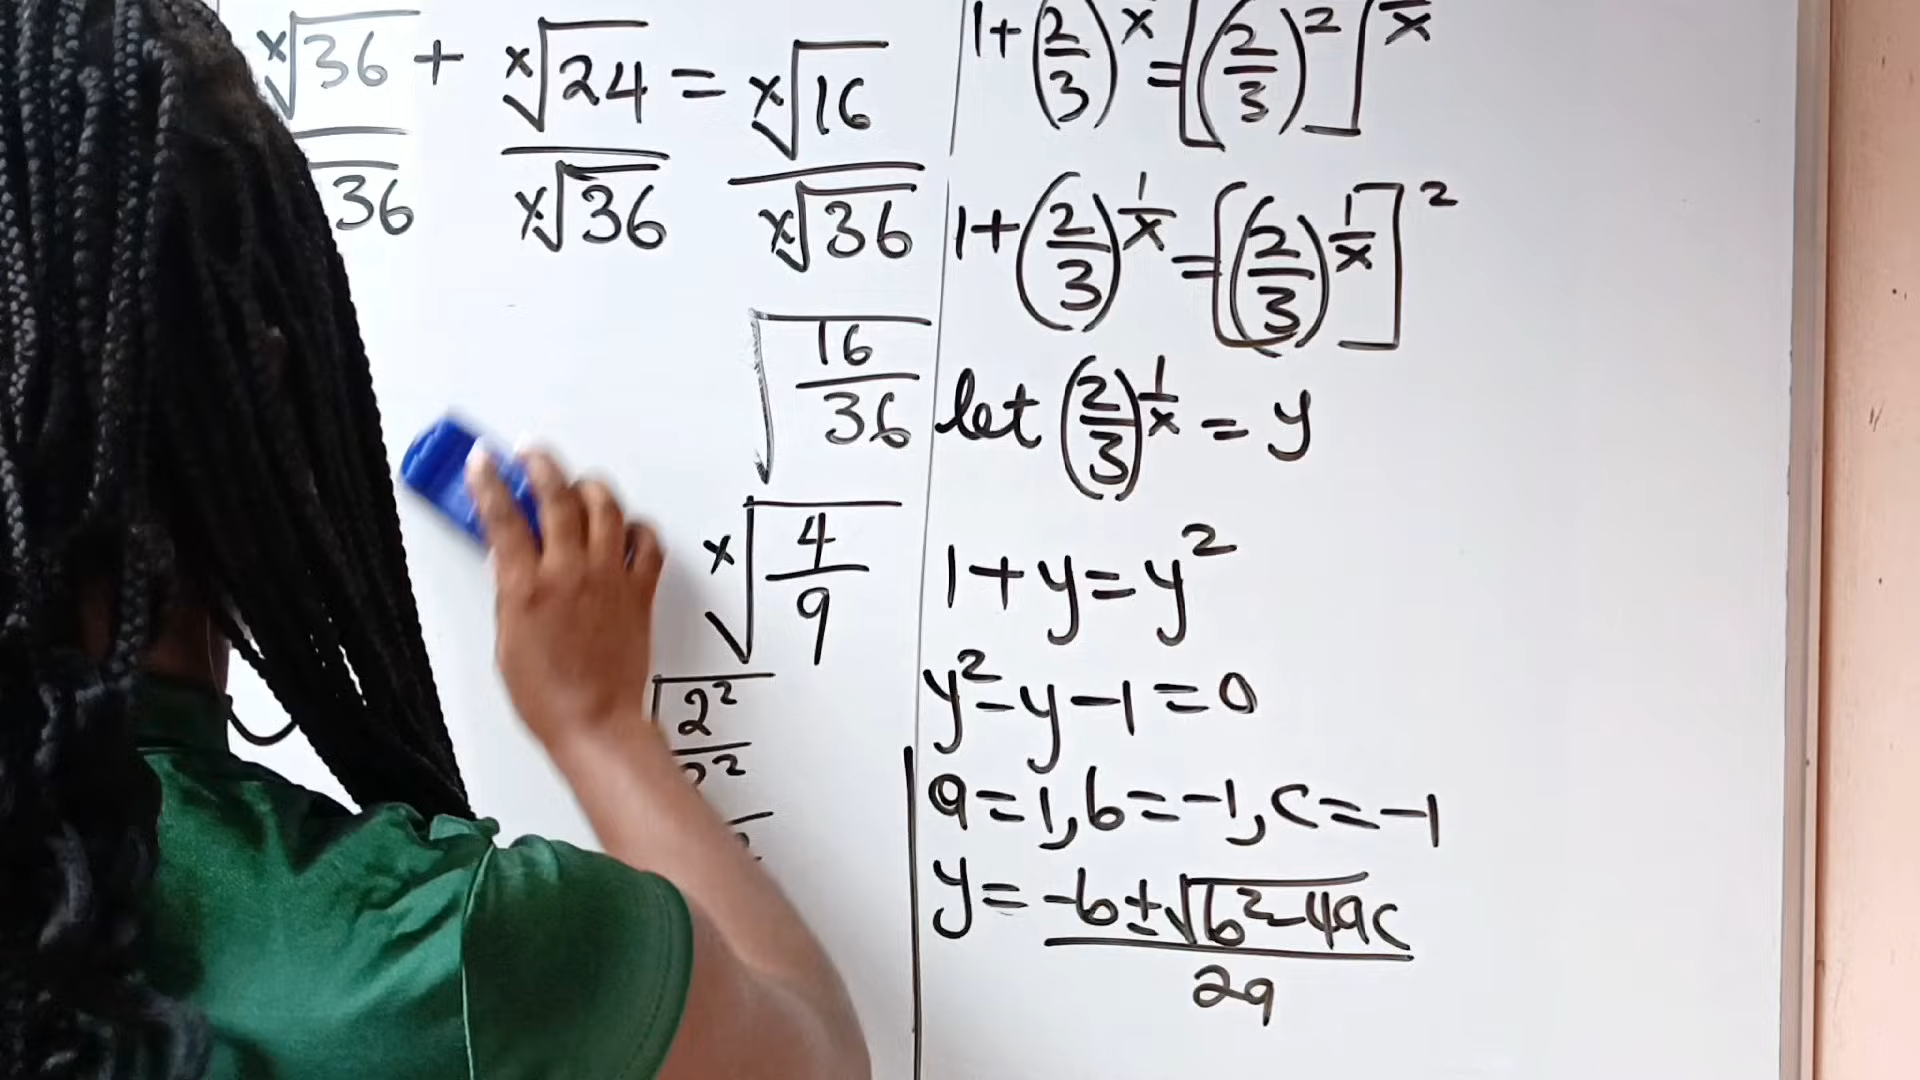 ˣ√36 + ˣ√24 = ˣ√16
36 ˣ√36 ˣ√36
√(16/36)
ˣ√(4/9)
2²
2
1+(2/3)^x = [(2/3)²]^x
1+(2/3)^(1/x) = [(2/3)^(1/x)]²
let (2/3)^(1/x) = y
1+y=y²
y²-y-1=0
a=1, b=-1, c=-1
y = (-b±√(b²-4ac))/2a